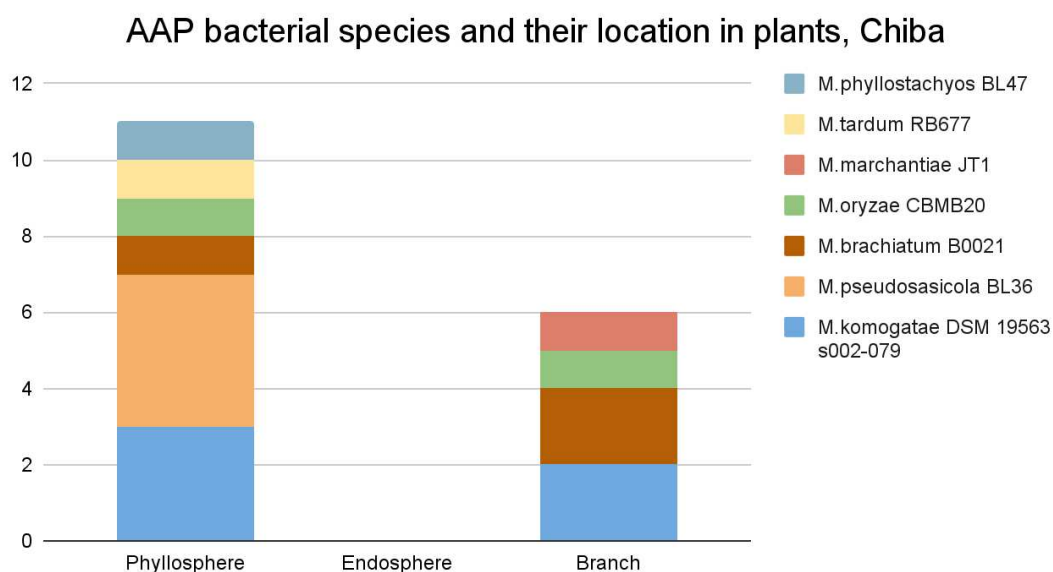 AAP bacterial species and their location in plants, Chiba
12
10
8
6
4
2
0
Phyllosphere
Endosphere
Branch
M.phyllostachyos BL47
M.tardum RB677
M.marchantiae JT1
M.oryzae CBMB20
M.brachiatum B0021
M.pseudosasicola BL36
M.komogatae DSM 19563
s002-079